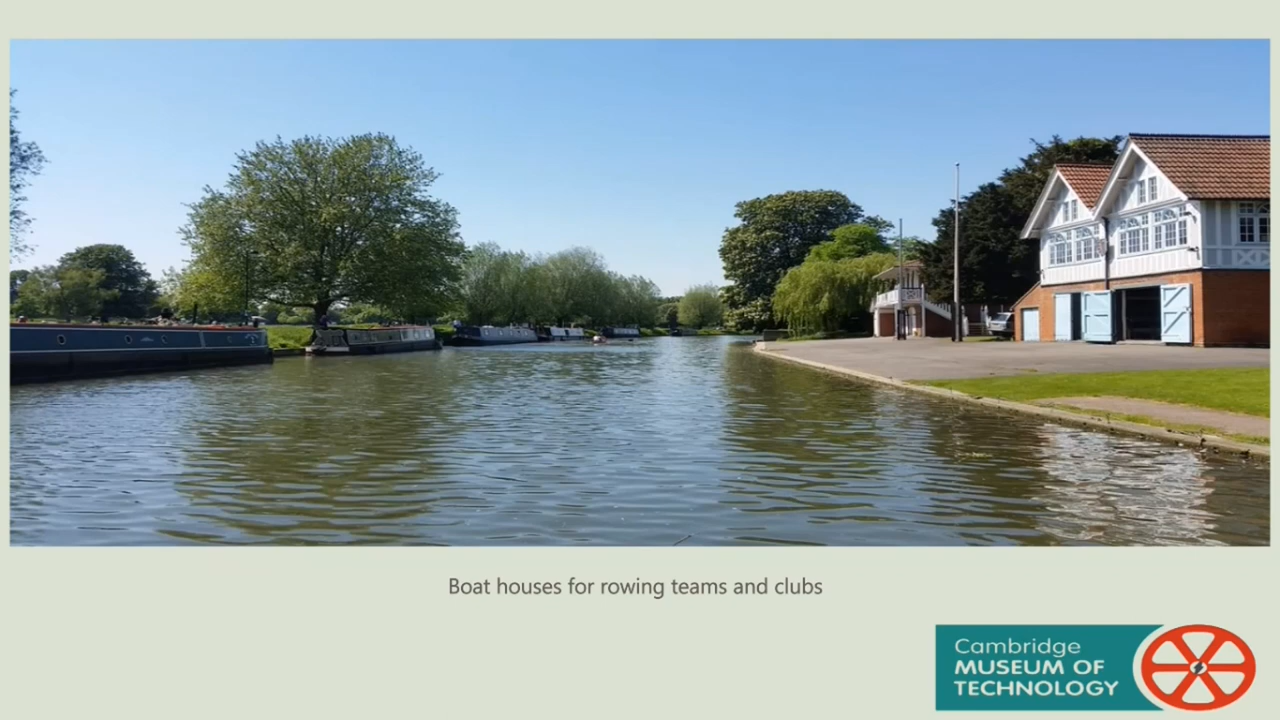 Boat houses for rowing teams and clubs
Cambridge
MUSEUM OF
TECHNOLOGY